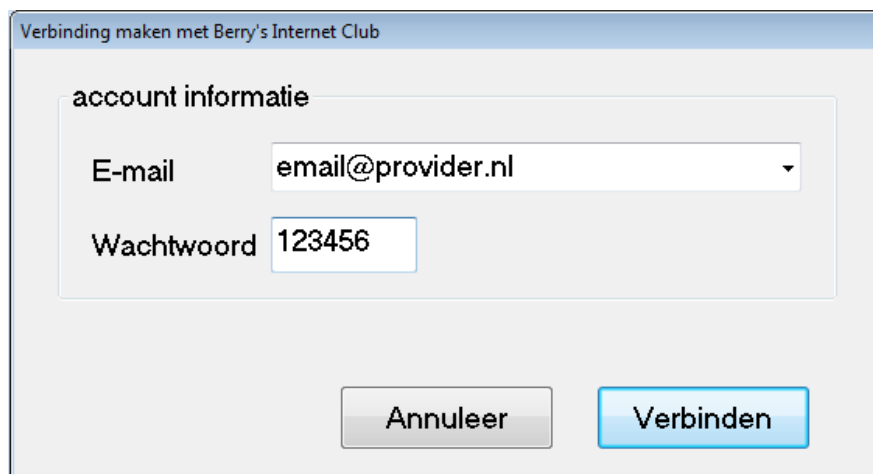 Verbinding maken met Berry's Internet Club
account informatie
E-mail email@provider.nl
Wachtwoord 123456
Annuleer Verbinden